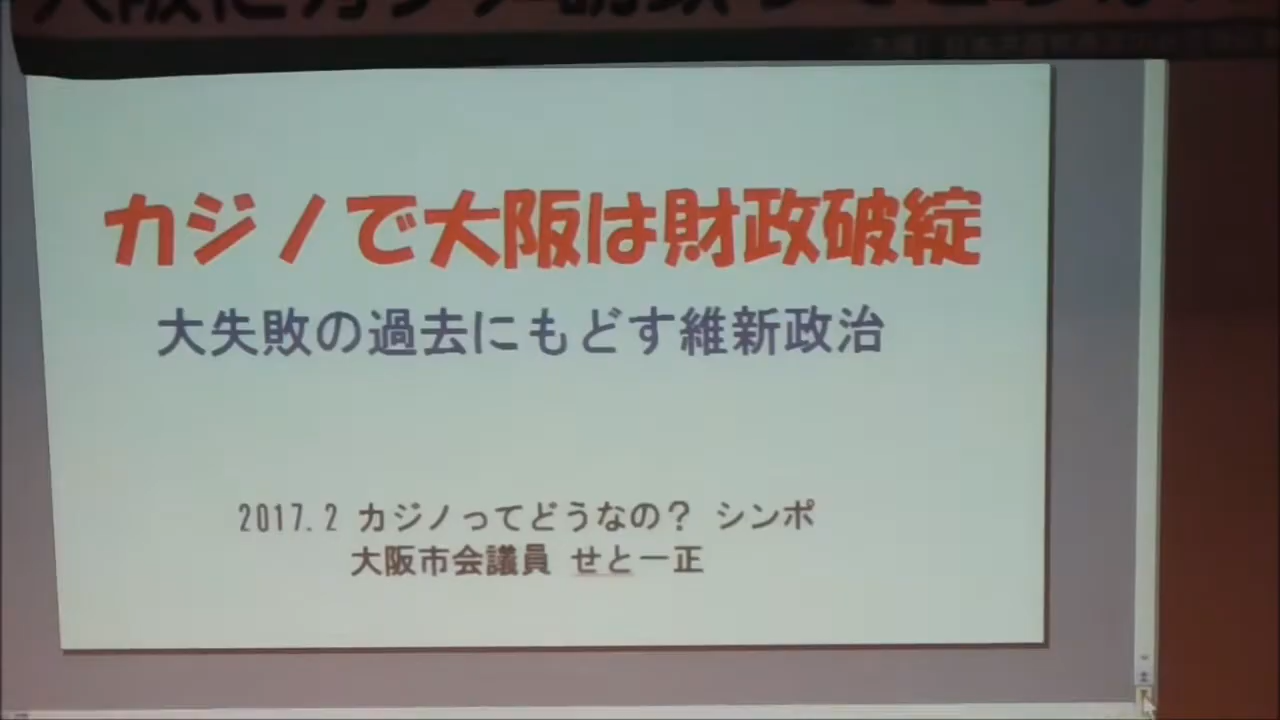 カジノで大阪は財政破綻
大失敗の過去にもどす維新政治
2017.2 カジノってどうなの? シンポ
大阪市会議員 せと一正